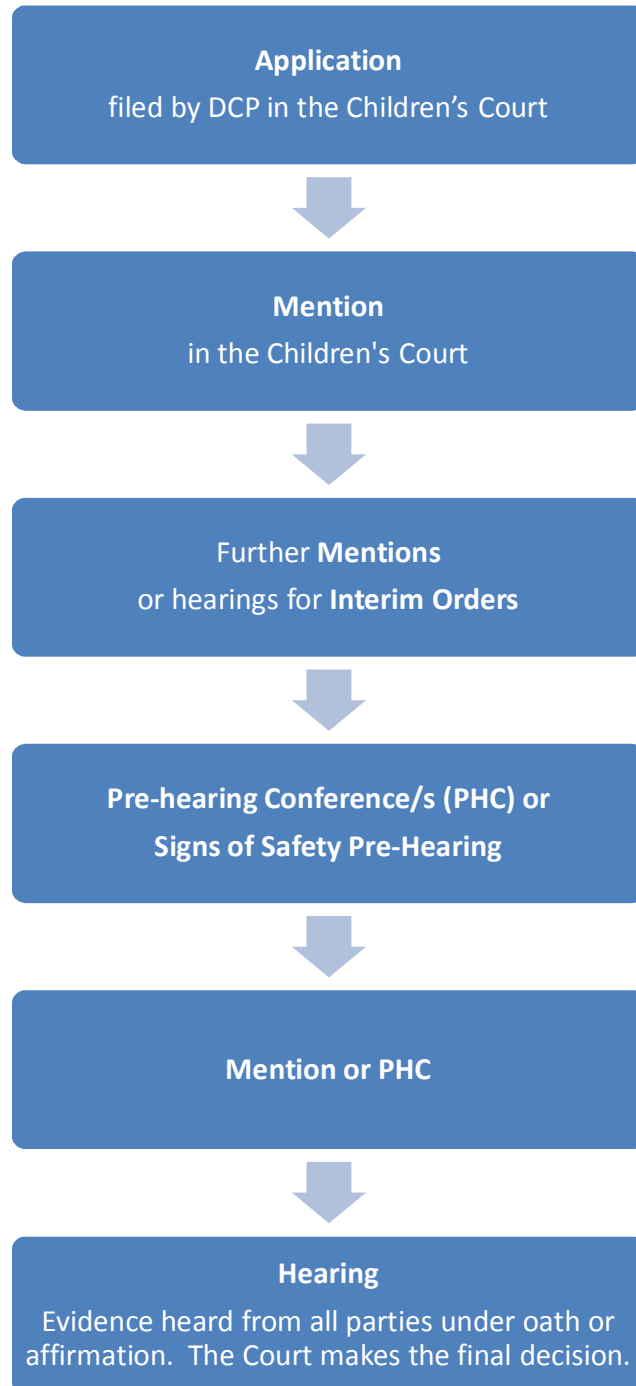 Application
filed by DCP in the Children’s Court
Mention
in the Children's Court
Further Mentions
or hearings for Interim Orders
Pre-hearing Conference/s (PHC) or
Signs of Safety Pre-Hearing
Mention or PHC
Hearing
Evidence heard from all parties under oath or
affirmation.  The Court makes the final decision.